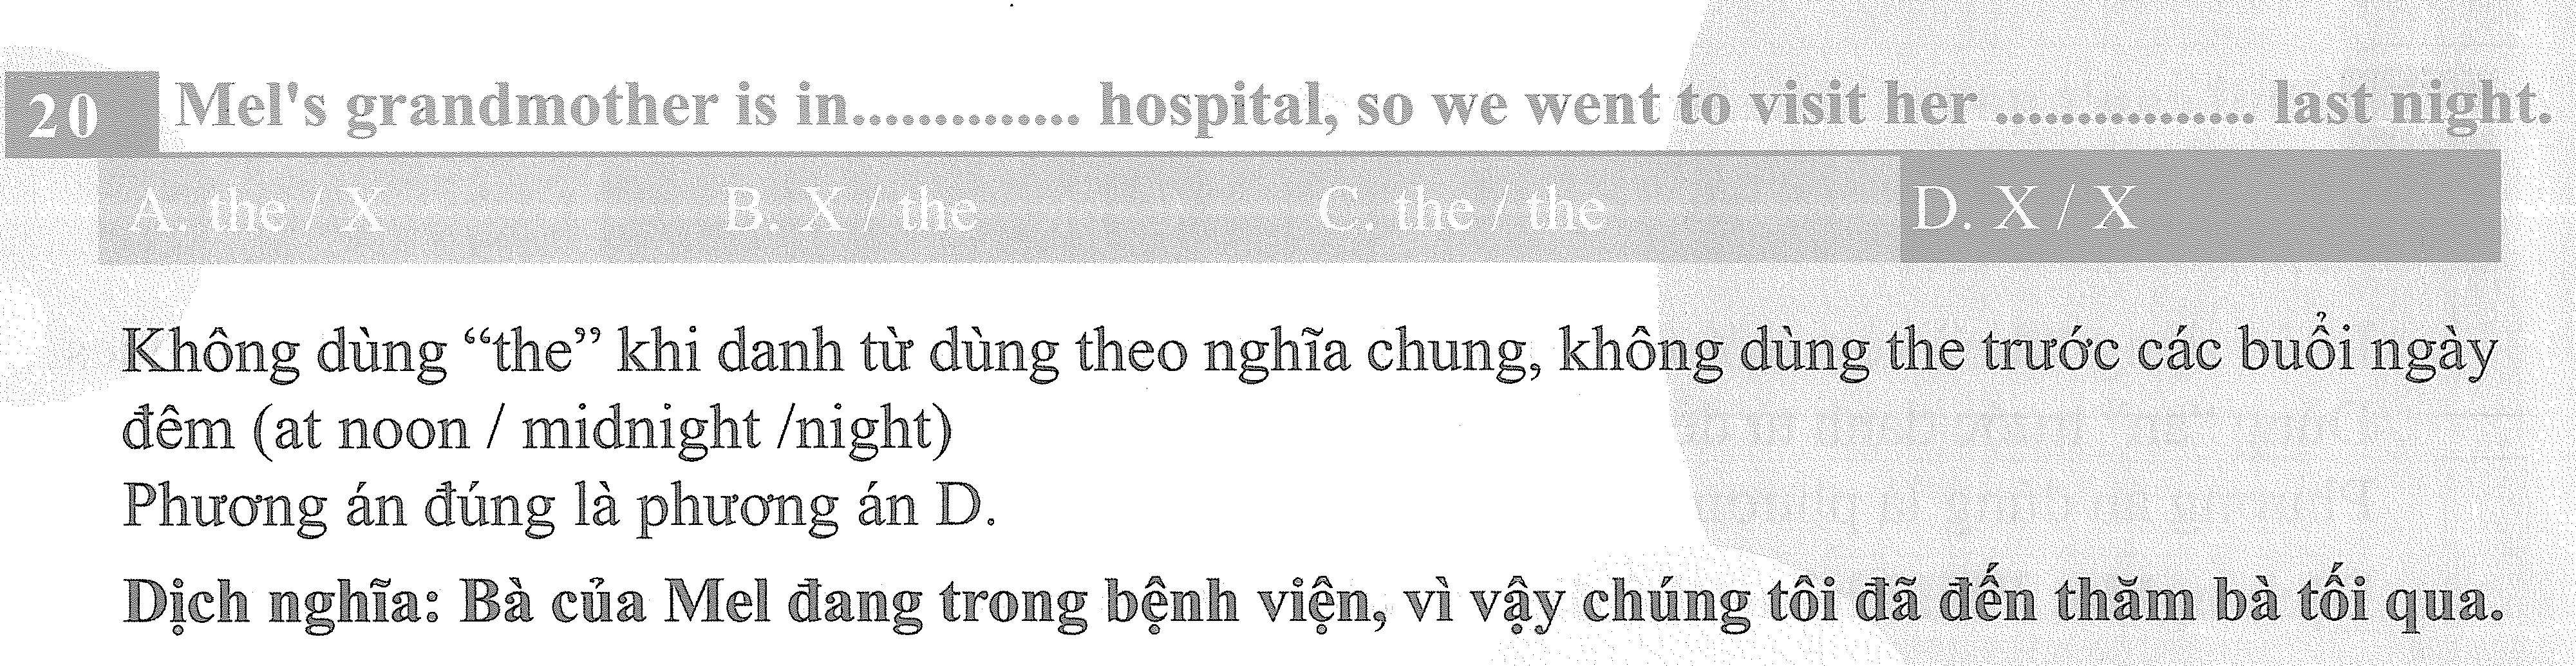 20 Mel's grandmother is in.............. hospital, so we went to visit her ................ last night.
A. the / X B. X / the C. the / the D. X / X
Không dùng “the” khi danh từ dùng theo nghĩa chung, không dùng the trước các buổi ngày
đêm (at noon / midnight /night)
Phương án đúng là phương án D.
Dịch nghĩa: Bà của Mel đang trong bệnh viện, vì vậy chúng tôi đã đến thăm bà tối qua.